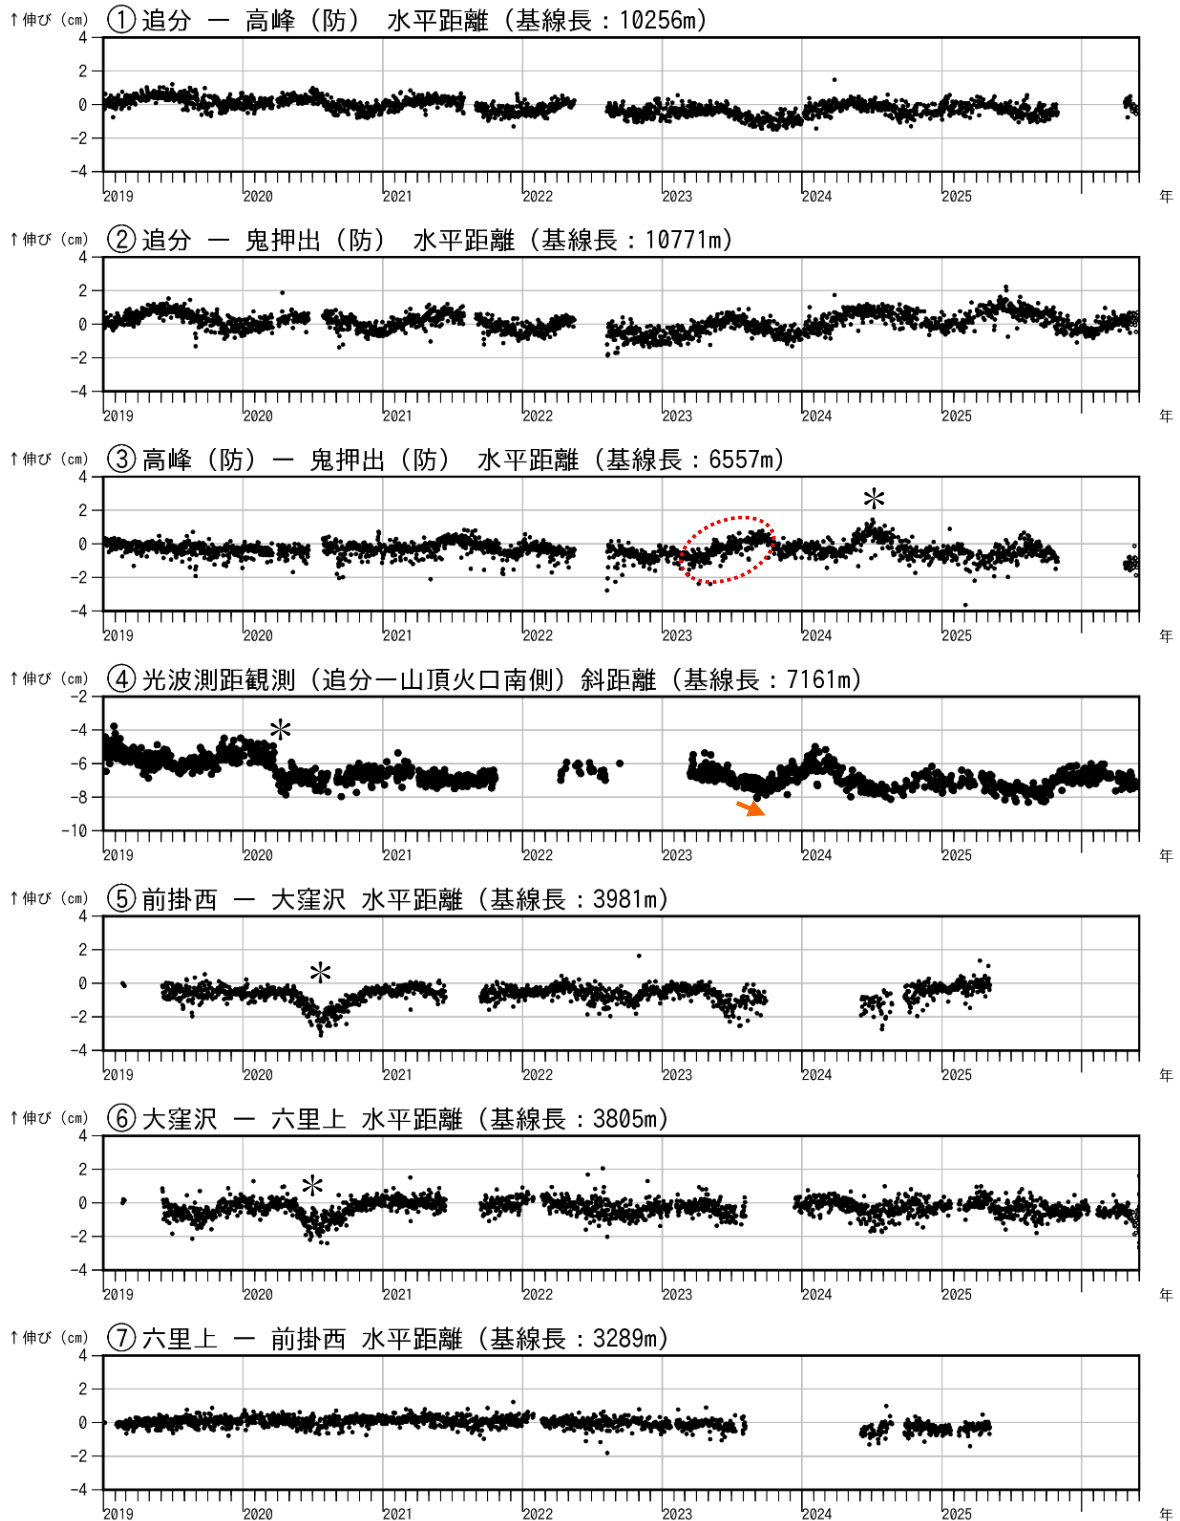 ↑伸び（cm） ①追分 － 高峰（防） 水平距離（基線長：10256m）
4
2
0
-2
-4
2019 2020 2021 2022 2023 2024 2025 年
↑伸び（cm） ②追分 － 鬼押出（防） 水平距離（基線長：10771m）
4
2
0
-2
-4
2019 2020 2021 2022 2023 2024 2025 年
↑伸び（cm） ③高峰（防）－ 鬼押出（防） 水平距離（基線長：6557m）
4
＊
2
0
-2
-4
2019 2020 2021 2022 2023 2024 2025 年
↑伸び（cm） ④光波測距観測（追分－山頂火口南側）斜距離（基線長：7161m）
-2
-4
＊
-6
-8
-10
2019 2020 2021 2022 2023 2024 2025 年
↑伸び（cm） ⑤前掛西 － 大窪沢 水平距離（基線長：3981m）
4
2
＊
0
-2
-4
2019 2020 2021 2022 2023 2024 2025 年
↑伸び（cm） ⑥大窪沢 － 六里上 水平距離（基線長：3805m）
4
2
＊
0
-2
-4
2019 2020 2021 2022 2023 2024 2025 年
↑伸び（cm） ⑦六里上 － 前掛西 水平距離（基線長：3289m）
4
2
0
-2
-4
2019 2020 2021 2022 2023 2024 2025 年